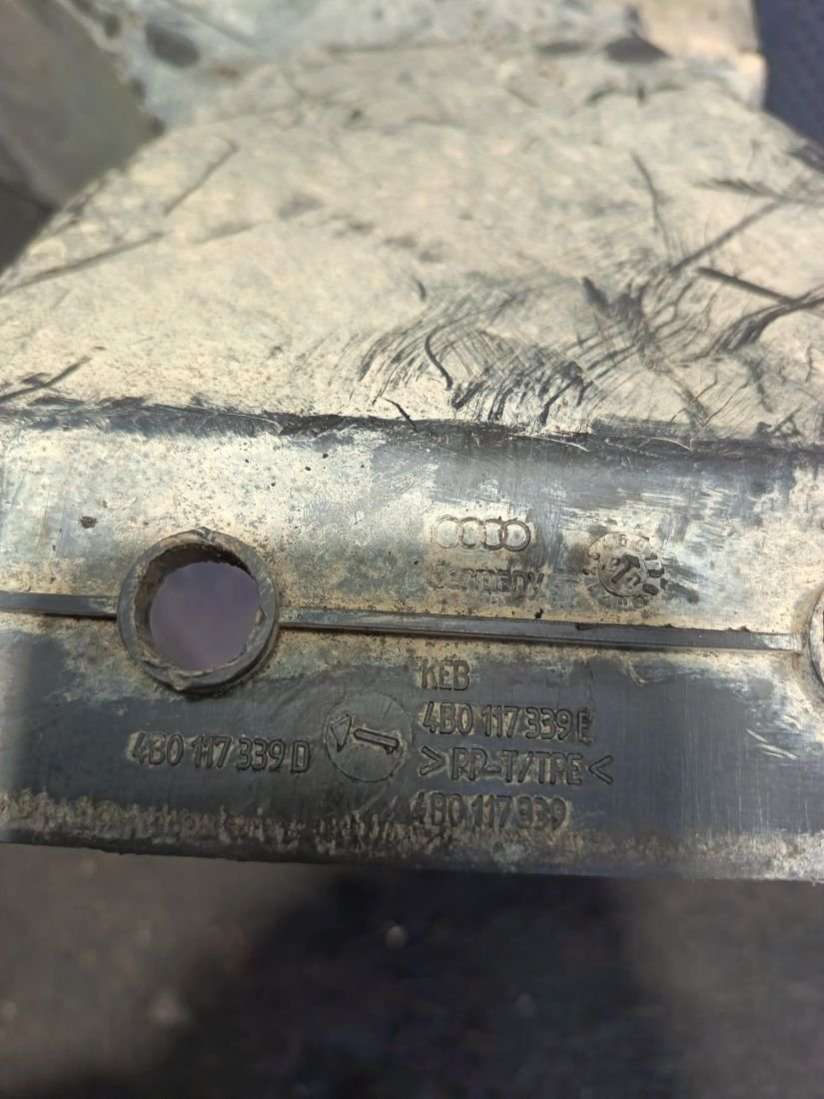 GERMANY
KEB
4B0 117 339 E
4B0 117 339 D
>PP-T/TPE<
4B0 117 339